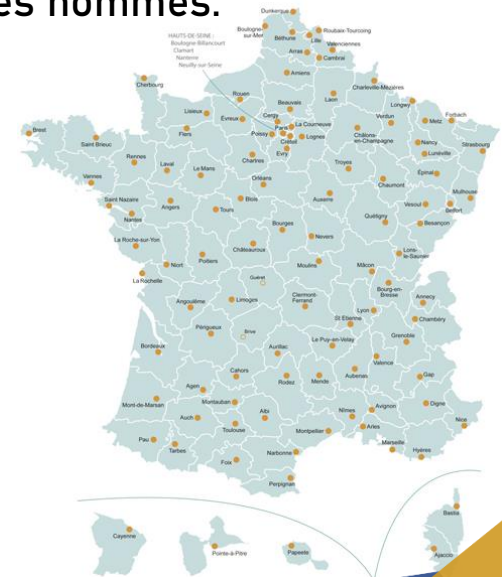 es hommes.
Dunkerque
Boulogne-
sur-Mer
Béthune
Lille
Roubaix-Tourcoing
Valenciennes
Arras
Cambrai
HAUTS-DE-SEINE :
Boulogne-Billancourt
Clamart
Nanterre
Neuilly-sur-Seine
Amiens
Charleville-Mézières
Cherbourg
Rouen
Beauvais
Laon
Longwy
Lisieux
Évreux
Cergy
La Courneuve
Verdun
Metz
Forbach
Paris
Flers
Poissy
Créteil
Lognes
Châlons-
en-Champagne
Nancy
Strasbourg
Evry
Lunéville
Brest
Saint Brieuc
Rennes
Laval
Le Mans
Chartres
Troyes
Épinal
Orléans
Chaumont
Mulhouse
Vannes
Angers
Blois
Auxerre
Vesoul
Belfort
Saint Nazaire
Tours
Nantes
Bourges
Quétigny
Besançon
La Roche-sur-Yon
Châteauroux
Nevers
Lons-
le-Saunier
Niort
Poitiers
Moulins
Mâcon
La Rochelle
Guéret
Bourg-en-
Bresse
Annecy
Angoulême
Limoges
Clermont-
Ferrand
Lyon
Chambéry
St Etienne
Périgueux
Brive
Grenoble
Bordeaux
Aurillac
Le Puy-en-Velay
Valence
Cahors
Aubenas
Gap
Agen
Rodez
Mende
Mont-de-Marsan
Montauban
Digne
Auch
Albi
Nîmes
Avignon
Nice
Toulouse
Montpellier
Arles
Pau
Tarbes
Marseille
Hyères
Foix
Narbonne
Perpignan
Bastia
Cayenne
Pointe-à-Pitre
Papeete
Ajaccio